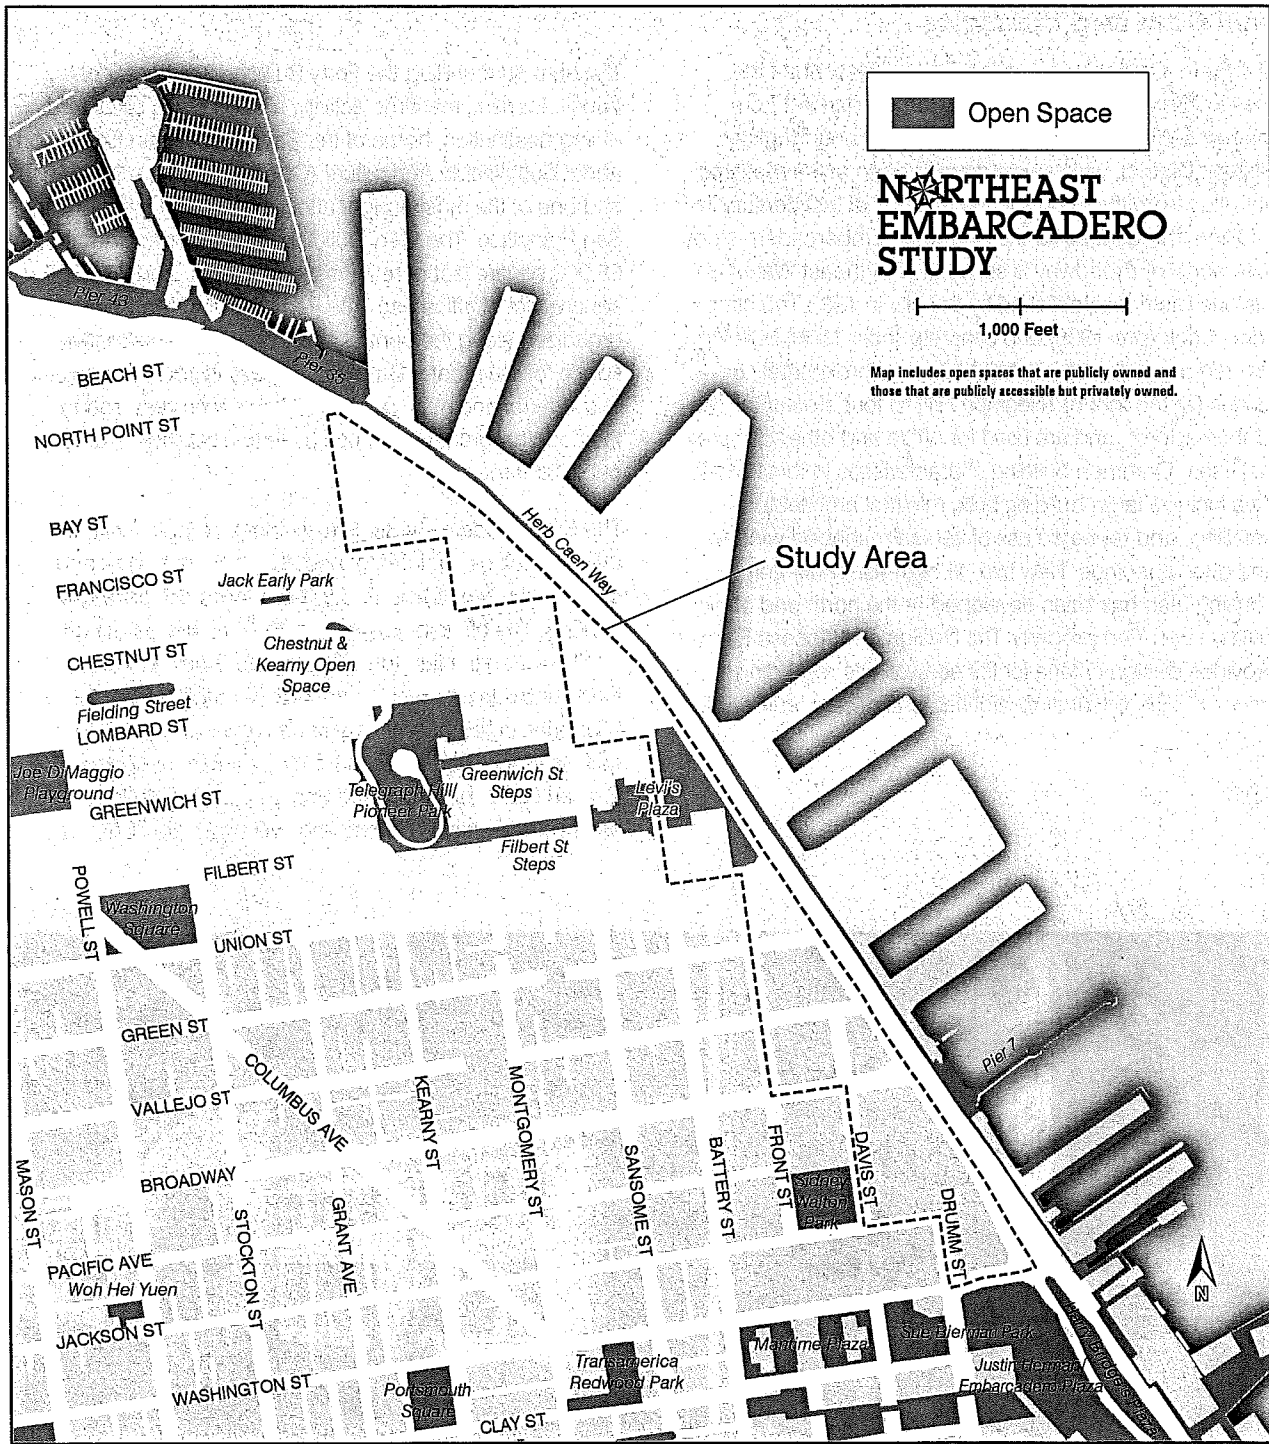 Open Space
NORTHEAST
EMBARCADERO
STUDY
1,000 Feet
Map includes open spaces that are publicly owned and
those that are publicly accessible but privately owned.
Pier 43
Pier 35
BEACH ST
NORTH POINT ST
BAY ST
Herb Caen Way
Study Area
FRANCISCO ST
Jack Early Park
CHESTNUT ST
Chestnut &
Kearny Open
Space
Fielding Street
LOMBARD ST
Joe DiMaggio
Playground
GREENWICH ST
Telegraph Hill/
Pioneer Park
Greenwich St
Steps
Levi's
Plaza
Filbert St
Steps
FILBERT ST
POWELL ST
Washington
Square
UNION ST
GREEN ST
COLUMBUS AVE
VALLEJO ST
Pier 7
KEARNY ST
MONTGOMERY ST
SANSOME ST
BATTERY ST
FRONT ST
DAVIS ST
DRUMM ST
MASON ST
BROADWAY
STOCKTON ST
GRANT AVE
Sidney
Walton
Park
PACIFIC AVE
Woh Hei Yuen
JACKSON ST
N
Maritime Plaza
Sue Bierman Park
Transamerica
Redwood Park
Justin Herman/
Embarcadero Plaza
WASHINGTON ST
Portsmouth
Square
CLAY ST